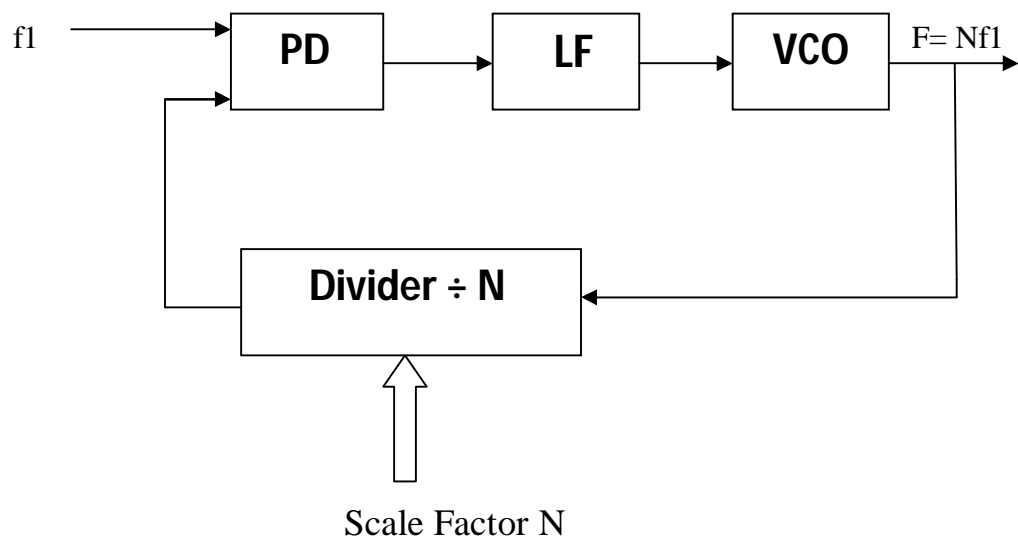 f1
PD
LF
VCO
F= Nf1
Divider ÷ N
Scale Factor N